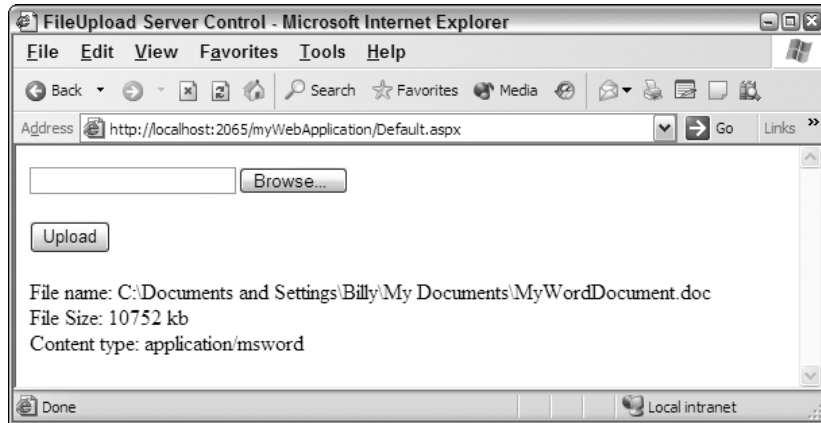 FileUpload Server Control - Microsoft Internet Explorer
File Edit View Favorites Tools Help
Back Search Favorites Media
Address http://localhost:2065/myWebApplication/Default.aspx Go Links »
Browse...
Upload
File name: C:\Documents and Settings\Billy\My Documents\MyWordDocument.doc
File Size: 10752 kb
Content type: application/msword
Done Local intranet